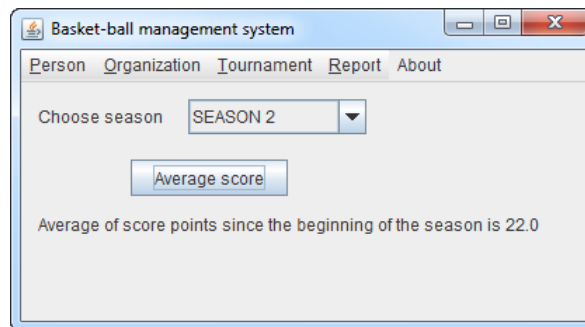 Basket-ball management system
Person Organization Tournament Report About
Choose season SEASON 2
Average score
Average of score points since the beginning of the season is 22.0